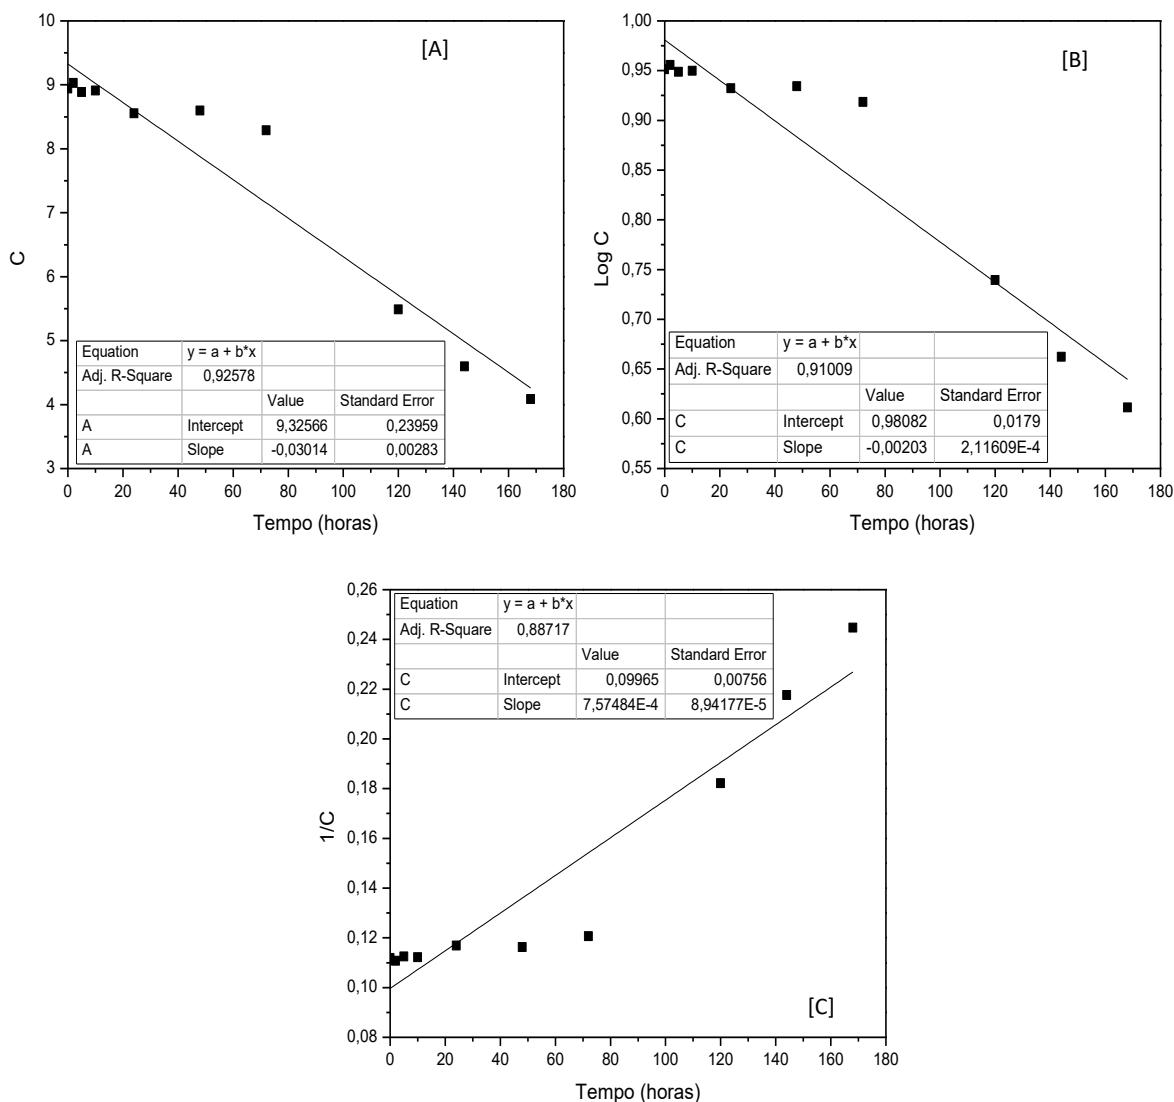 [A]
10
9
8
7
6
5
4
3
C
Equation y = a + b*x
Adj. R-Square 0,92578
Value Standard Error
A Intercept 9,32566 0,23959
A Slope -0,03014 0,00283
0 20 40 60 80 100 120 140 160 180
Tempo (horas)
[B]
1,00
0,95
0,90
0,85
0,80
0,75
0,70
0,65
0,60
0,55
Log C
Equation y = a + b*x
Adj. R-Square 0,91009
Value Standard Error
C Intercept 0,98082 0,0179
C Slope -0,00203 2,11609E-4
0 20 40 60 80 100 120 140 160 180
Tempo (horas)
0,26
0,24
0,22
0,20
0,18
0,16
0,14
0,12
0,10
0,08
1/C
Equation y = a + b*x
Adj. R-Square 0,88717
Value Standard Error
C Intercept 0,09965 0,00756
C Slope 7,57484E-4 8,94177E-5
[C]
0 20 40 60 80 100 120 140 160 180
Tempo (horas)